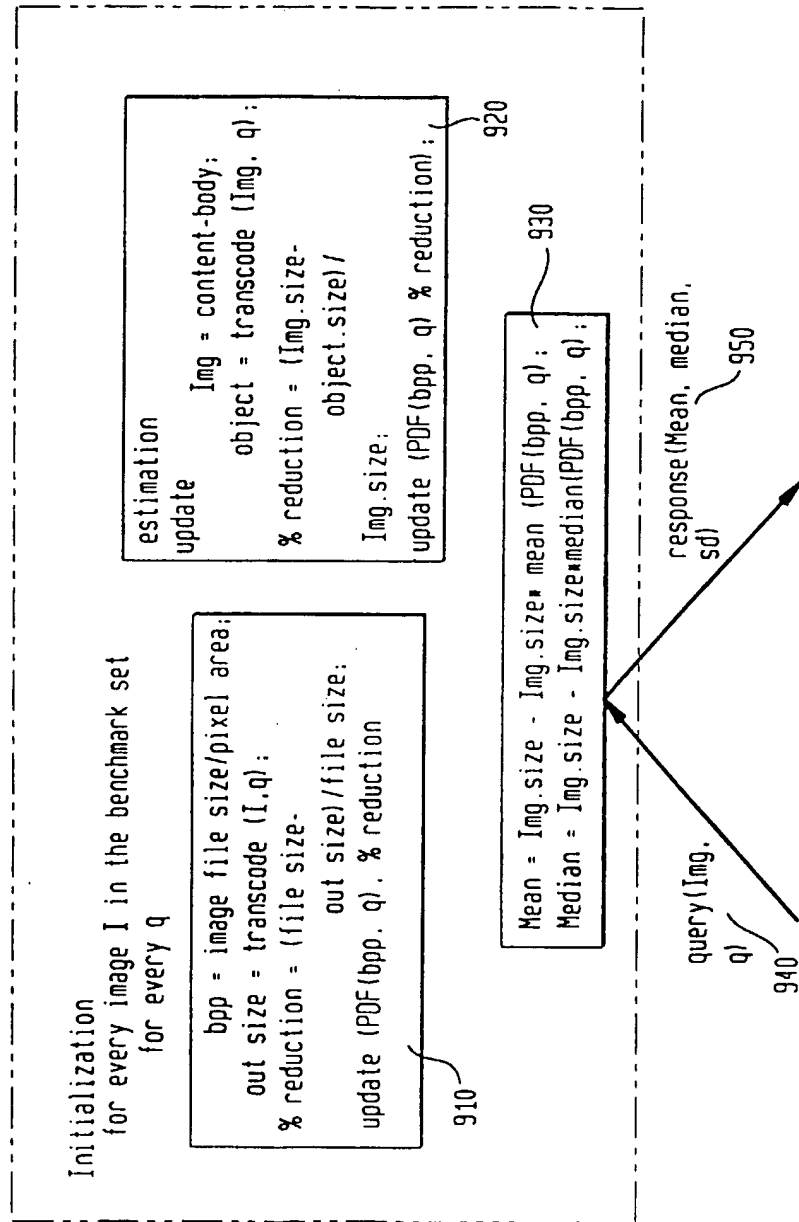 Initialization
for every image I in the benchmark set
for every q
bpp = image file size/pixel area;
out size = transcode (I,q);
% reduction = (file size-
out size)/file size;
update (PDF(bpp, q), % reduction
910
estimation
update
Img = content-body;
object = transcode (Img, q);
% reduction = (Img.size-
object.size)/
Img.size;
update (PDF(bpp, q) % reduction);
920
Mean = Img.size - Img.size* mean (PDF(bpp, q);
Median = Img.size - Img.size*median(PDF(bpp, q);
930
query(Img,
q)
940
response(Mean, median,
sd)
950